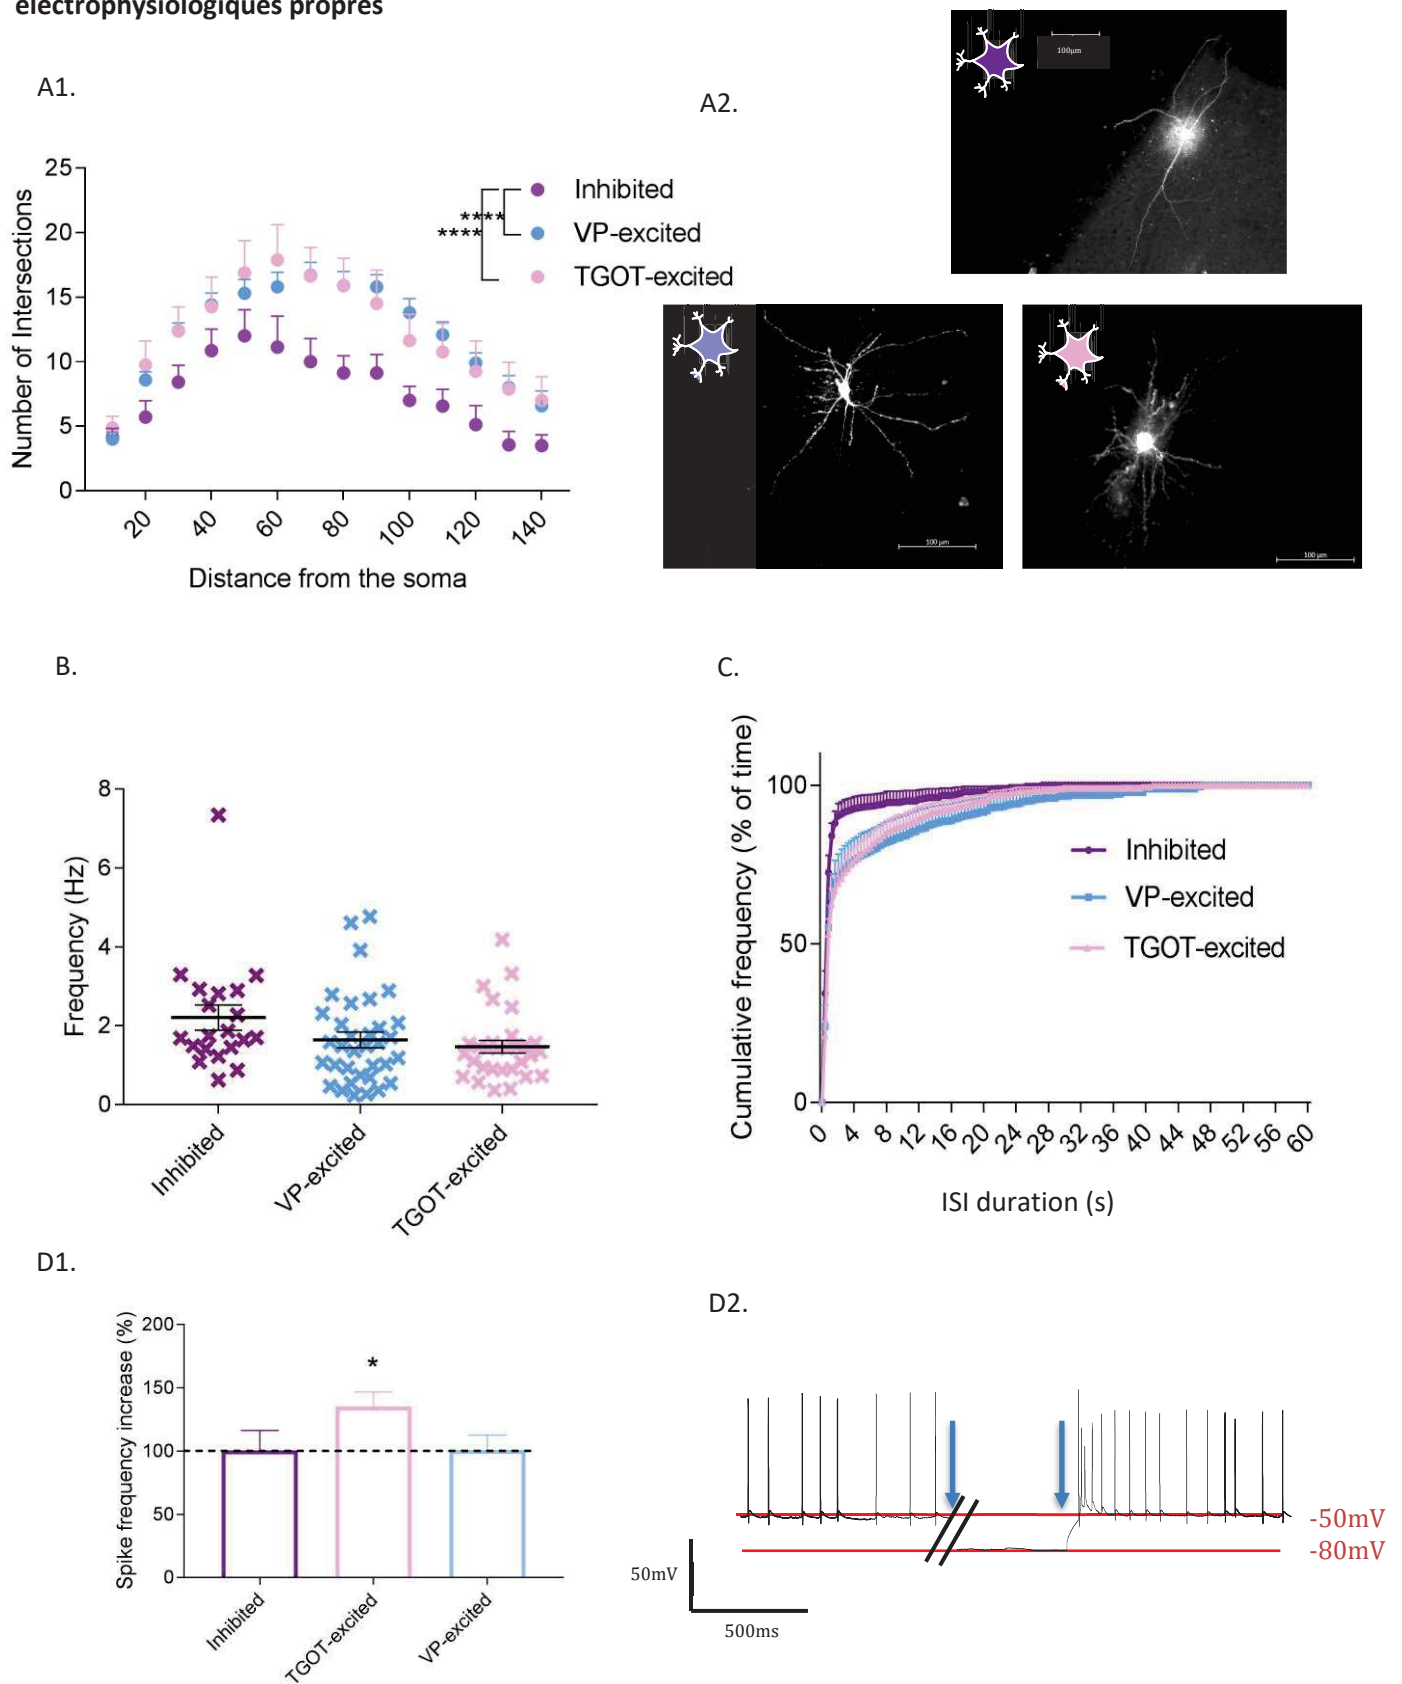 électrophysiologiques propres
A1.
A2.
100µm
25
20
15
10
5
0
Number of Intersections
20 40 60 80 100 120 140
Distance from the soma
****
****
Inhibited
VP-excited
TGOT-excited
100 µm
100 µm
B.
C.
8
6
4
2
0
Frequency (Hz)
Inhibited
VP-excited
TGOT-excited
Cumulative frequency (% of time)
100
50
0
Inhibited
VP-excited
TGOT-excited
0 4 8 12 16 20 24 28 32 36 40 44 48 52 56 60
ISI duration (s)
D1.
D2.
Spike frequency increase (%)
200
150
100
50
0
*
Inhibited
TGOT-excited
VP-excited
-50mV
-80mV
50mV
500ms